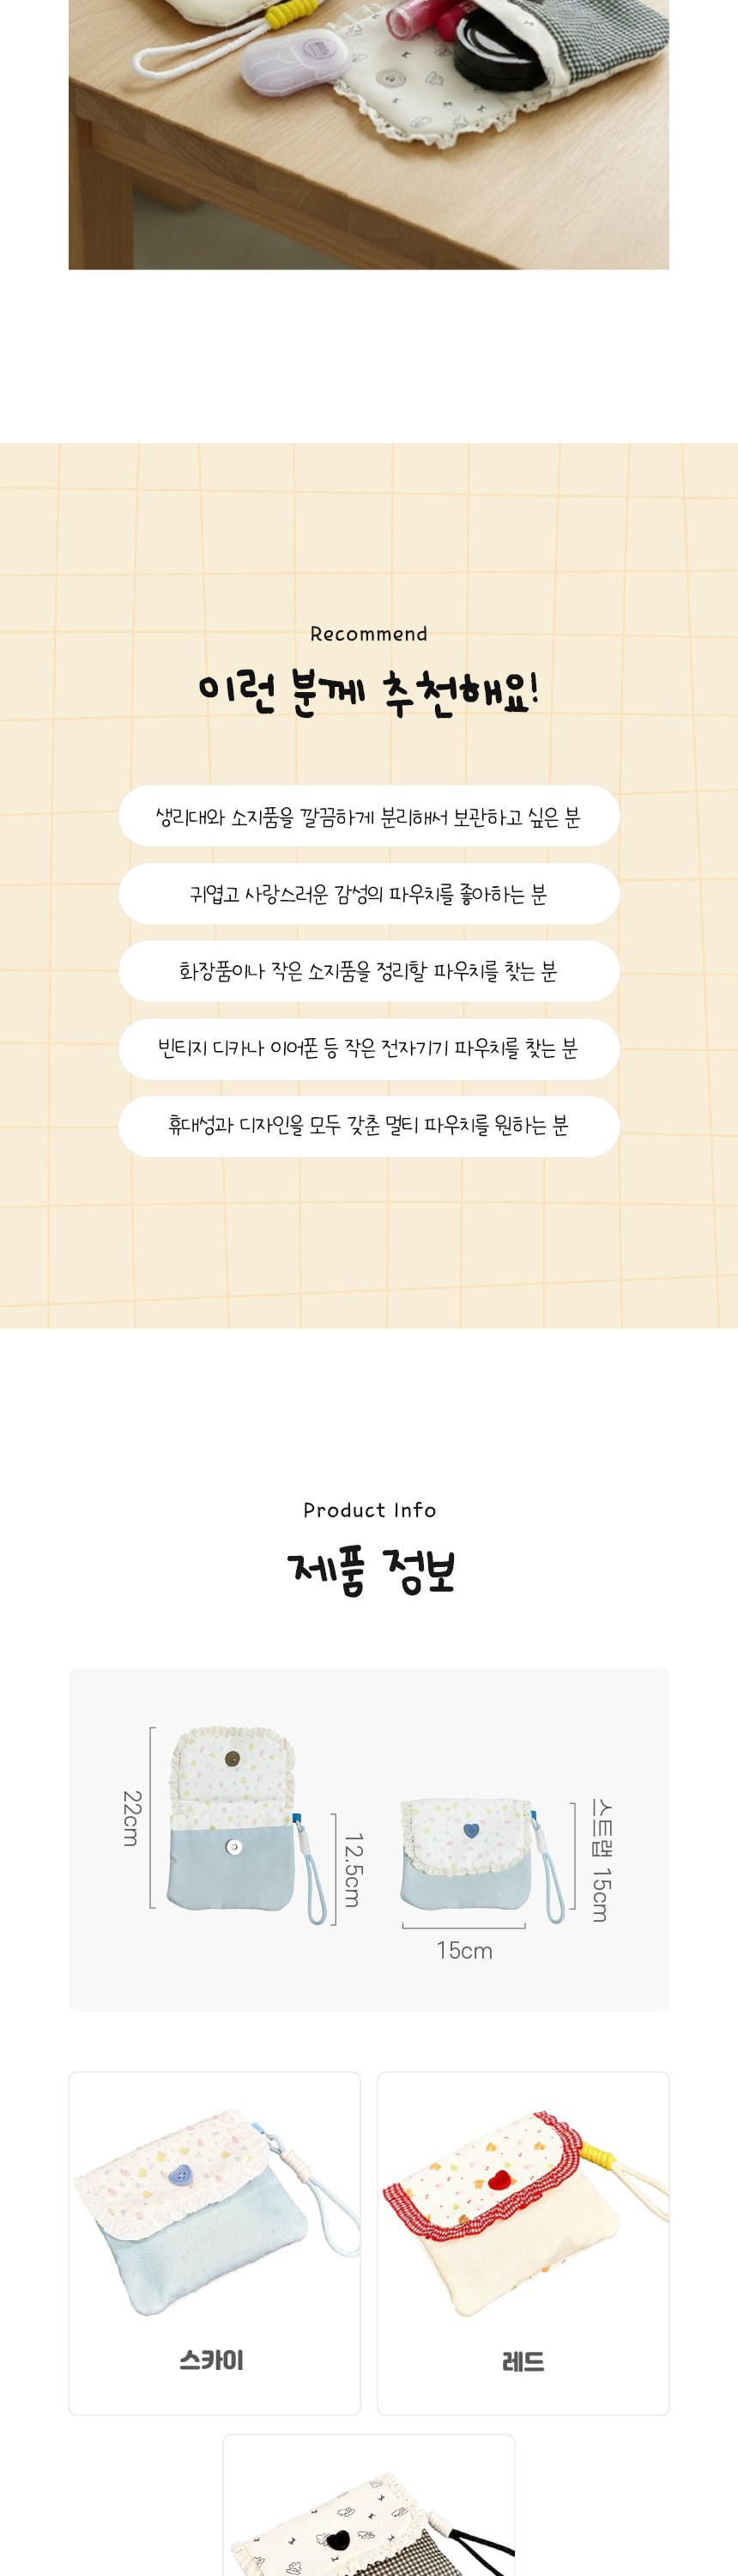 Recommend
이런 분께 추천해요!
생리대와 소지품을 깔끔하게 분리해서 보관하고 싶은 분
귀엽고 사랑스러운 감성의 파우치를 좋아하는 분
화장품이나 작은 소지품을 정리할 파우치를 찾는 분
빈티지 디카나 이어폰 등 작은 전자기기 파우치를 찾는 분
휴대성과 디자인을 모두 갖춘 멀티 파우치를 원하는 분
Product Info
제품 정보
22cm
12.5cm
스트랩 15cm
15cm
스카이
레드